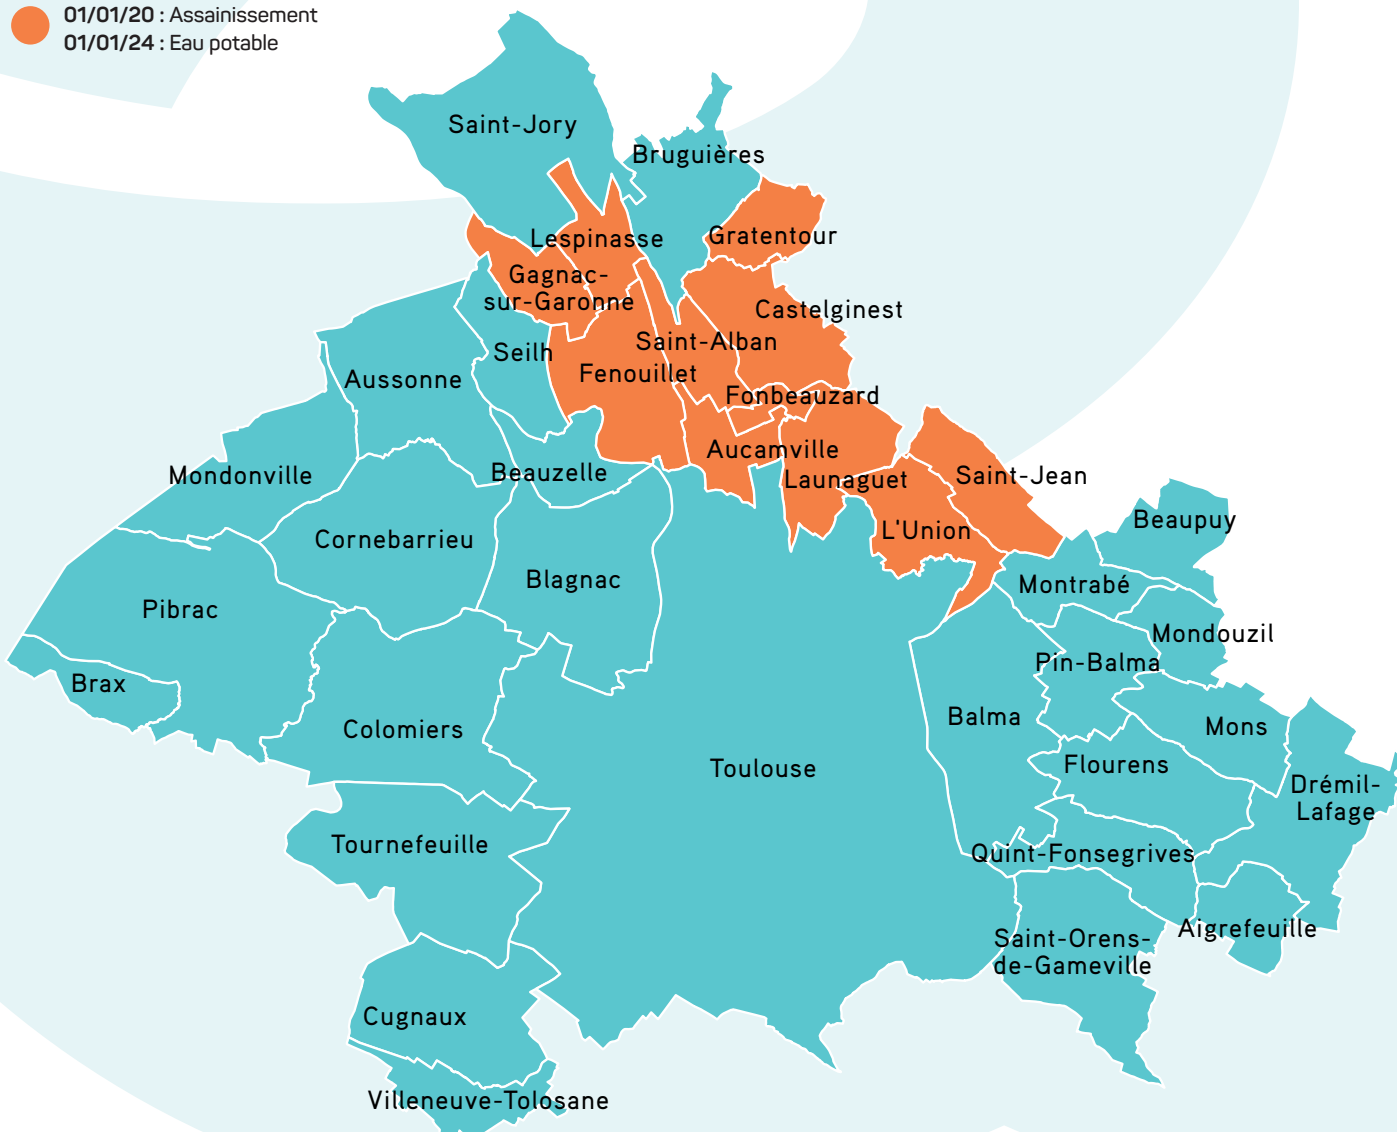 01/01/20 : Assainissement
01/01/24 : Eau potable
Saint-Jory
Bruguières
Lespinasse
Gratentour
Gagnac-
sur-Garonne
Castelginest
Saint-Alban
Seilh
Fenouillet
Aussonne
Fonbeauzard
Aucamville
Mondonville
Beauzelle
Launaguet
Saint-Jean
Beaupuy
L'Union
Cornebarrieu
Blagnac
Montrabé
Pibrac
Mondouzil
Pin-Balma
Brax
Balma
Mons
Colomiers
Toulouse
Flourens
Drémil-
Lafage
Tournefeuille
Quint-Fonsegrives
Aigrefeuille
Saint-Orens-
de-Gameville
Cugnaux
Villeneuve-Tolosane